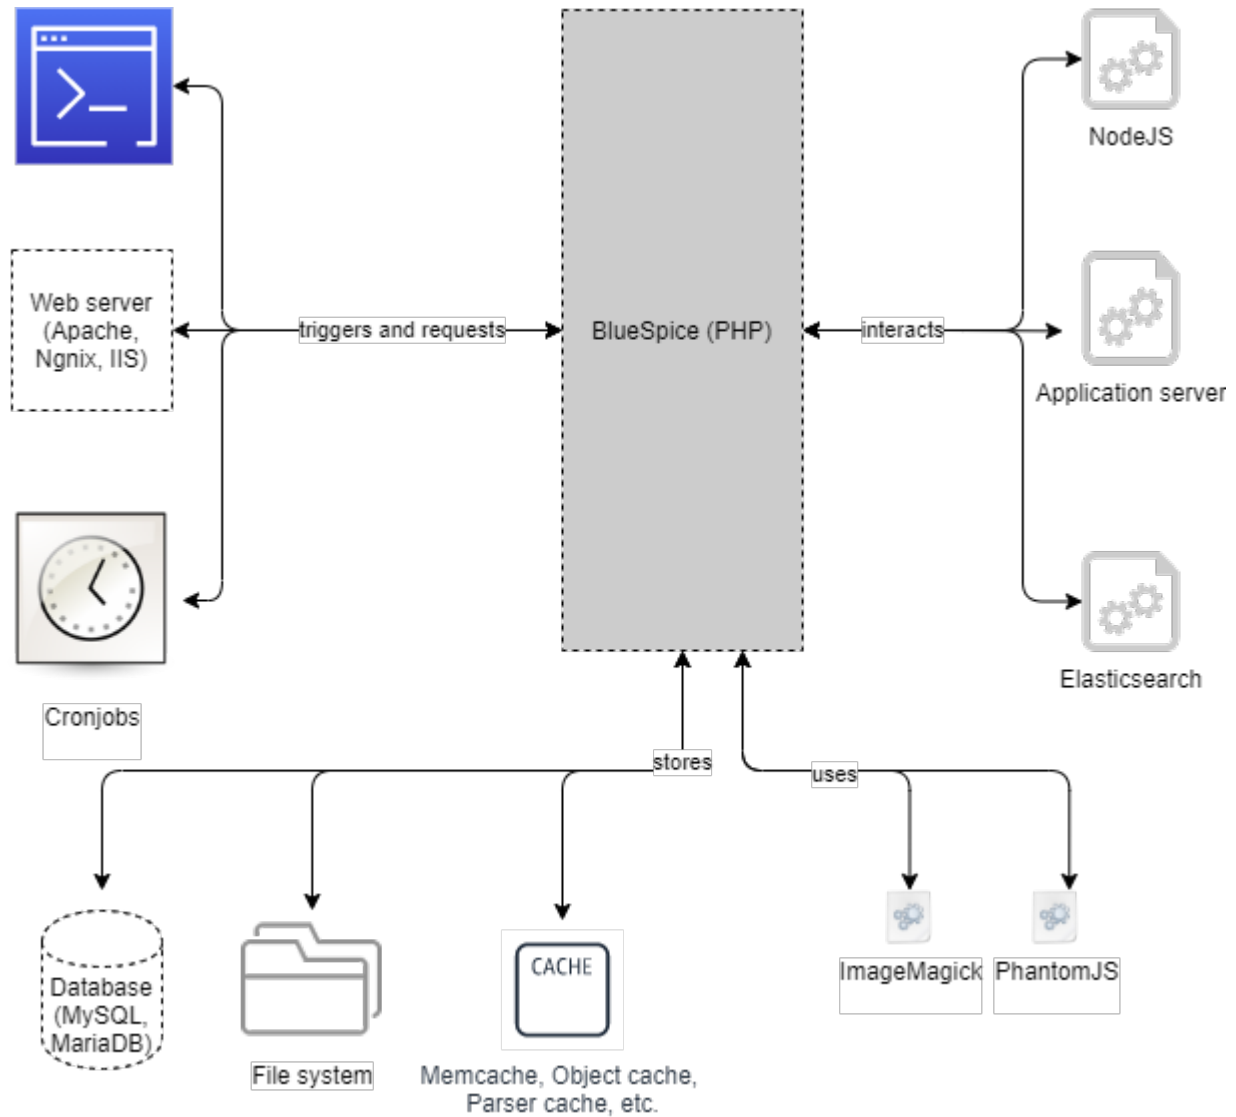 NodeJS
Web server
(Apache,
Ngnix, IIS)
triggers and requests
BlueSpice (PHP)
interacts
Application server
Elasticsearch
Cronjobs
stores
uses
Database
(MySQL,
MariaDB)
File system
CACHE
Memcache, Object cache,
Parser cache, etc.
ImageMagick
PhantomJS